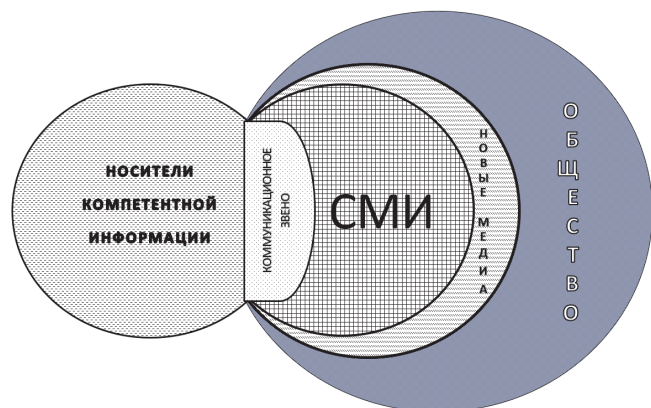 НОСИТЕЛИ
КОМПЕТЕНТНОЙ
ИНФОРМАЦИИ
КОММУНИКАЦИОННОЕ
ЗВЕНО
СМИ
НОВЫЕ МЕДИА
ОБЩЕСТВО